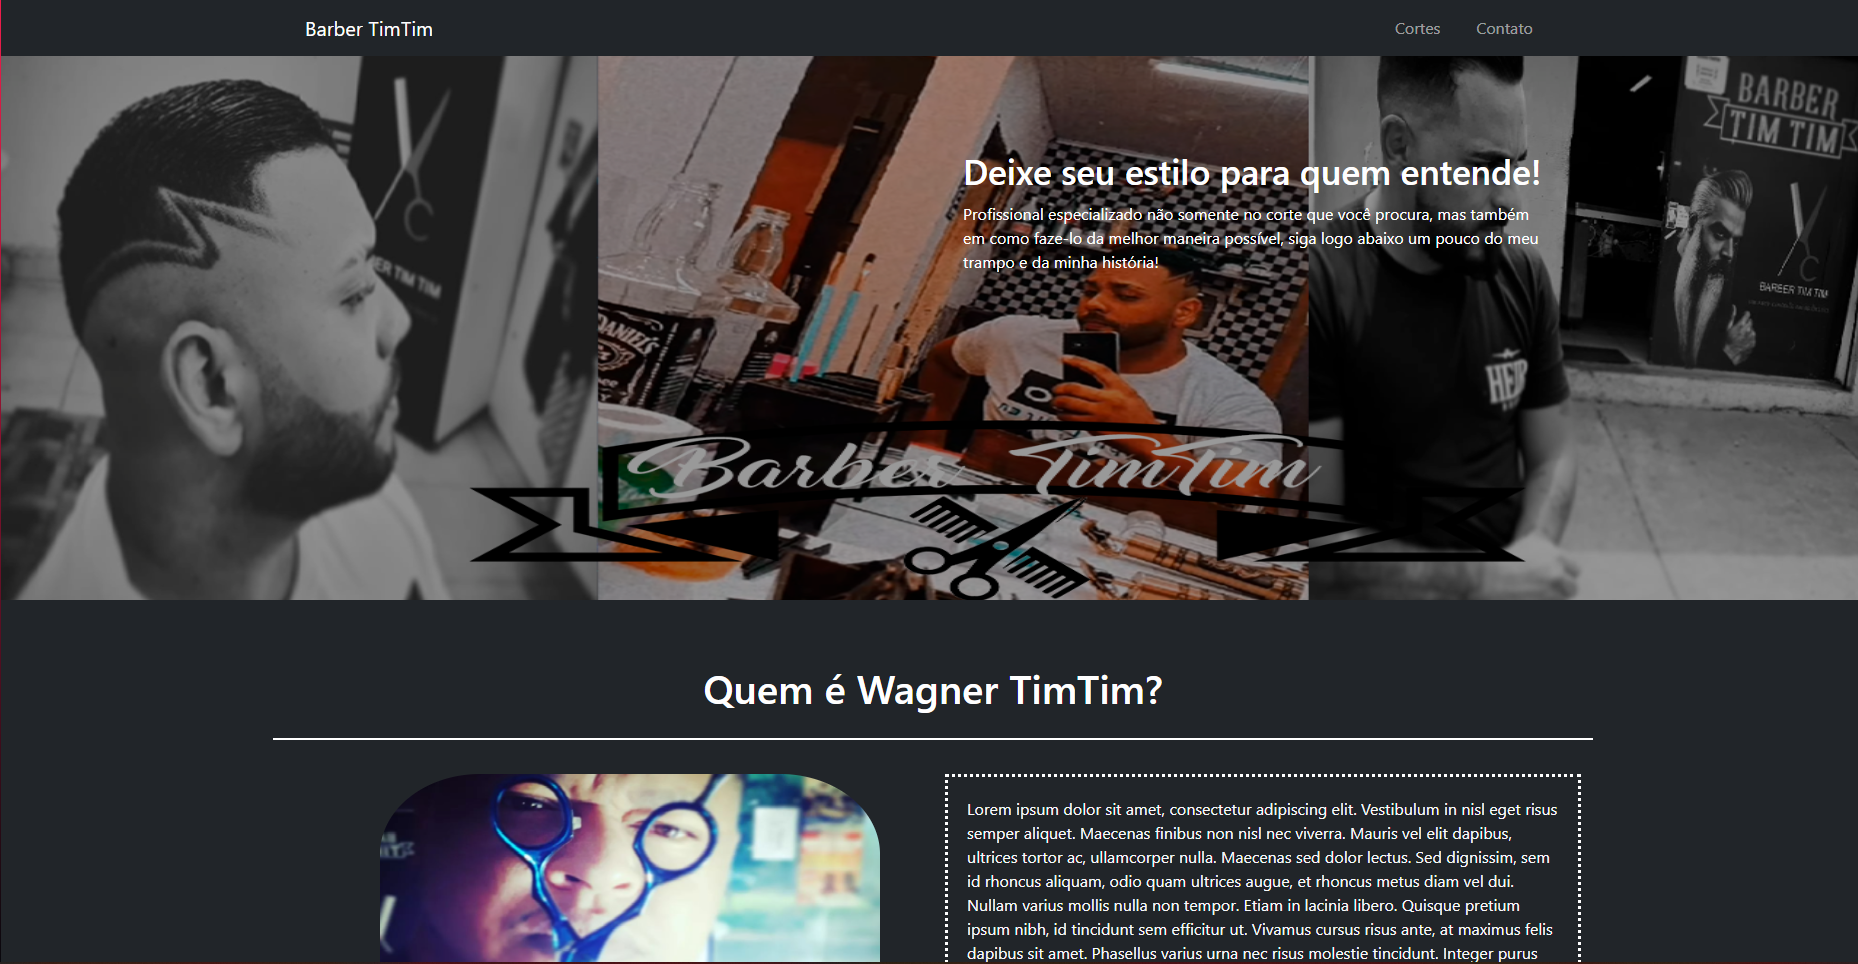 Barber TimTim
Cortes
Contato
BARBER
TIM TIM
Deixe seu estilo para quem entende!
Profissional especializado não somente no corte que você procura, mas também
em como faze-lo da melhor maneira possível, siga logo abaixo um pouco do meu
trampo e da minha história!
BARBER TIM TIM
Barber TimTim
Quem é Wagner TimTim?
Lorem ipsum dolor sit amet, consectetur adipiscing elit. Vestibulum in nisl eget risus
semper aliquet. Maecenas finibus non nisl nec viverra. Mauris vel elit dapibus,
ultrices tortor ac, ullamcorper nulla. Maecenas sed dolor lectus. Sed dignissim, sem
id rhoncus aliquam, odio quam ultrices augue, et rhoncus metus diam vel dui.
Nullam varius mollis nulla non tempor. Etiam in lacinia libero. Quisque pretium
ipsum nibh, id tincidunt sem efficitur ut. Vivamus cursus risus ante, at maximus felis
dapibus sit amet. Phasellus varius urna nec risus molestie tincidunt. Integer purus